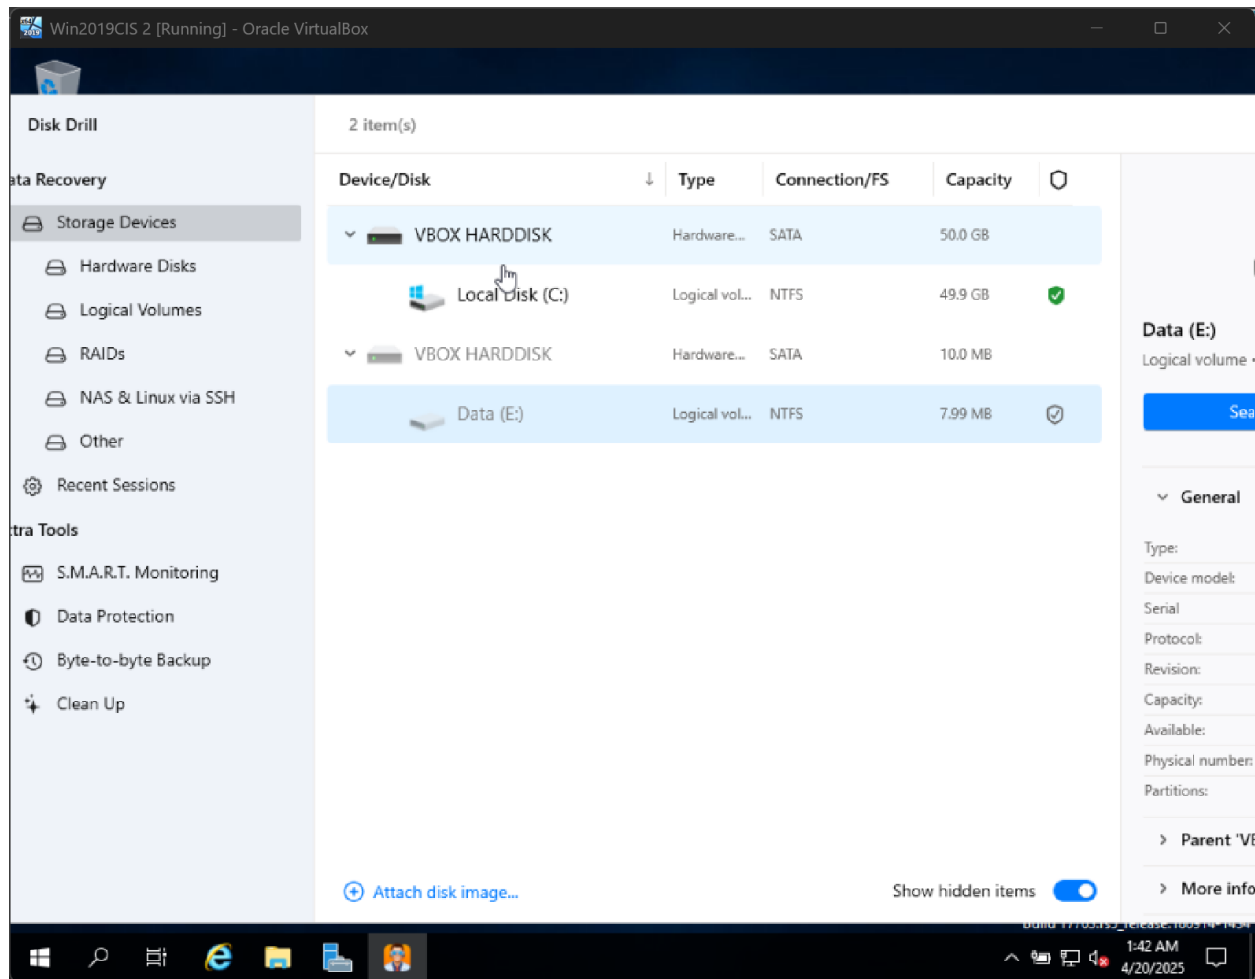 Win2019CIS 2 [Running] - Oracle VirtualBox
Disk Drill
2 item(s)
ata Recovery
Storage Devices
Hardware Disks
Logical Volumes
RAIDs
NAS & Linux via SSH
Other
Recent Sessions
tra Tools
S.M.A.R.T. Monitoring
Data Protection
Byte-to-byte Backup
Clean Up
Device/Disk Type Connection/FS Capacity
VBOX HARDDISK Hardware... SATA 50.0 GB
Local Disk (C:) Logical vol... NTFS 49.9 GB
VBOX HARDDISK Hardware... SATA 10.0 MB
Data (E:) Logical vol... NTFS 7.99 MB
Attach disk image...
Show hidden items
Data (E:)
Logical volume •
Sea
General
Type:
Device model:
Serial
Protocol:
Revision:
Capacity:
Available:
Physical number:
Partitions:
Parent 'VB
More info
1:42 AM
4/20/2025